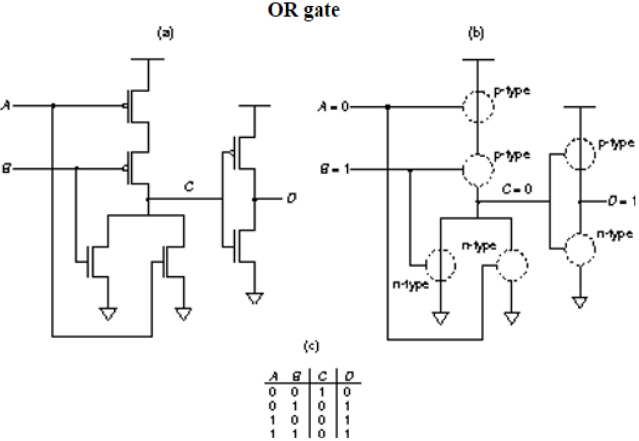 OR gate
(a)
(b)
A
B
C
D
p-type
A = 0
p-type
B = 1
p-type
C = 0
D = 1
n-type
n-type
n-type
(c)
A B C D
0 0 1 0
0 1 0 1
1 0 0 1
1 1 0 1